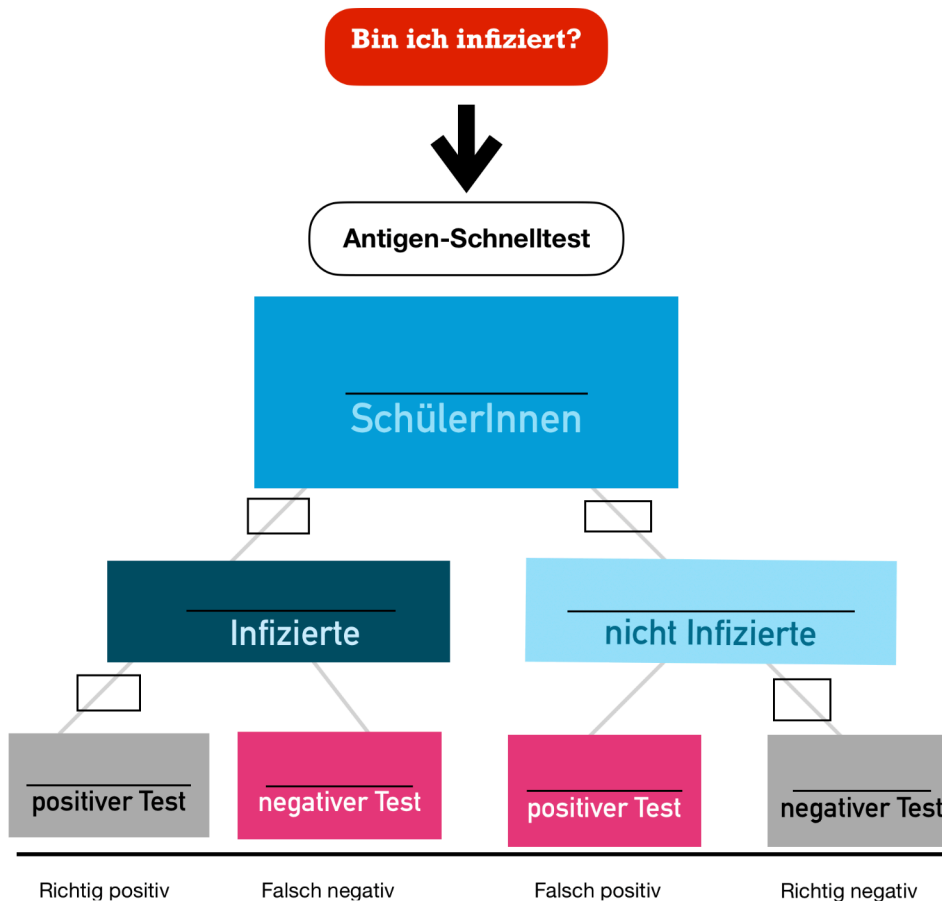 Bin ich infiziert?
Antigen-Schnelltest
SchülerInnen
Infizierte
nicht Infizierte
positiver Test
negativer Test
positiver Test
negativer Test
Richtig positiv
Falsch negativ
Falsch positiv
Richtig negativ